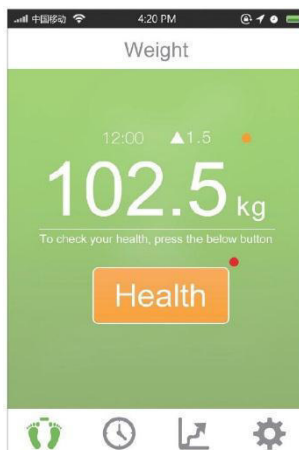 中国移动 4:20 PM
Weight
12:00 ▲1.5
102.5 kg
To check your health, press the below button
Health